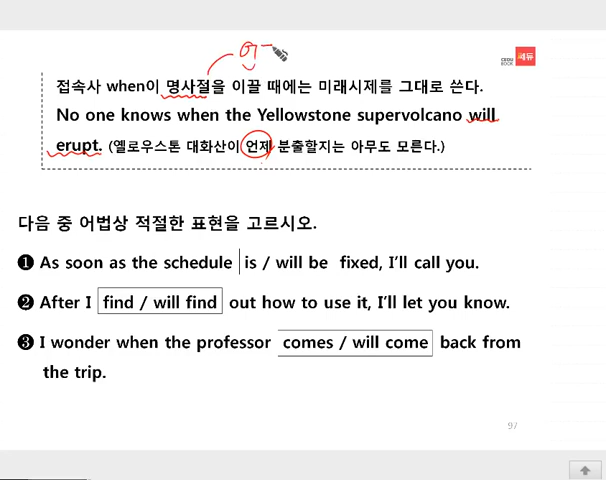 쎄듀
접속사 when이 명사절을 이끌 때에는 미래시제를 그대로 쓴다.
No one knows when the Yellowstone supervolcano will
erupt. (옐로우스톤 대화산이 언제 분출할지는 아무도 모른다.)
다음 중 어법상 적절한 표현을 고르시오.
❶ As soon as the schedule is / will be fixed, I'll call you.
❷ After I find / will find out how to use it, I'll let you know.
❸ I wonder when the professor comes / will come back from
the trip.
97